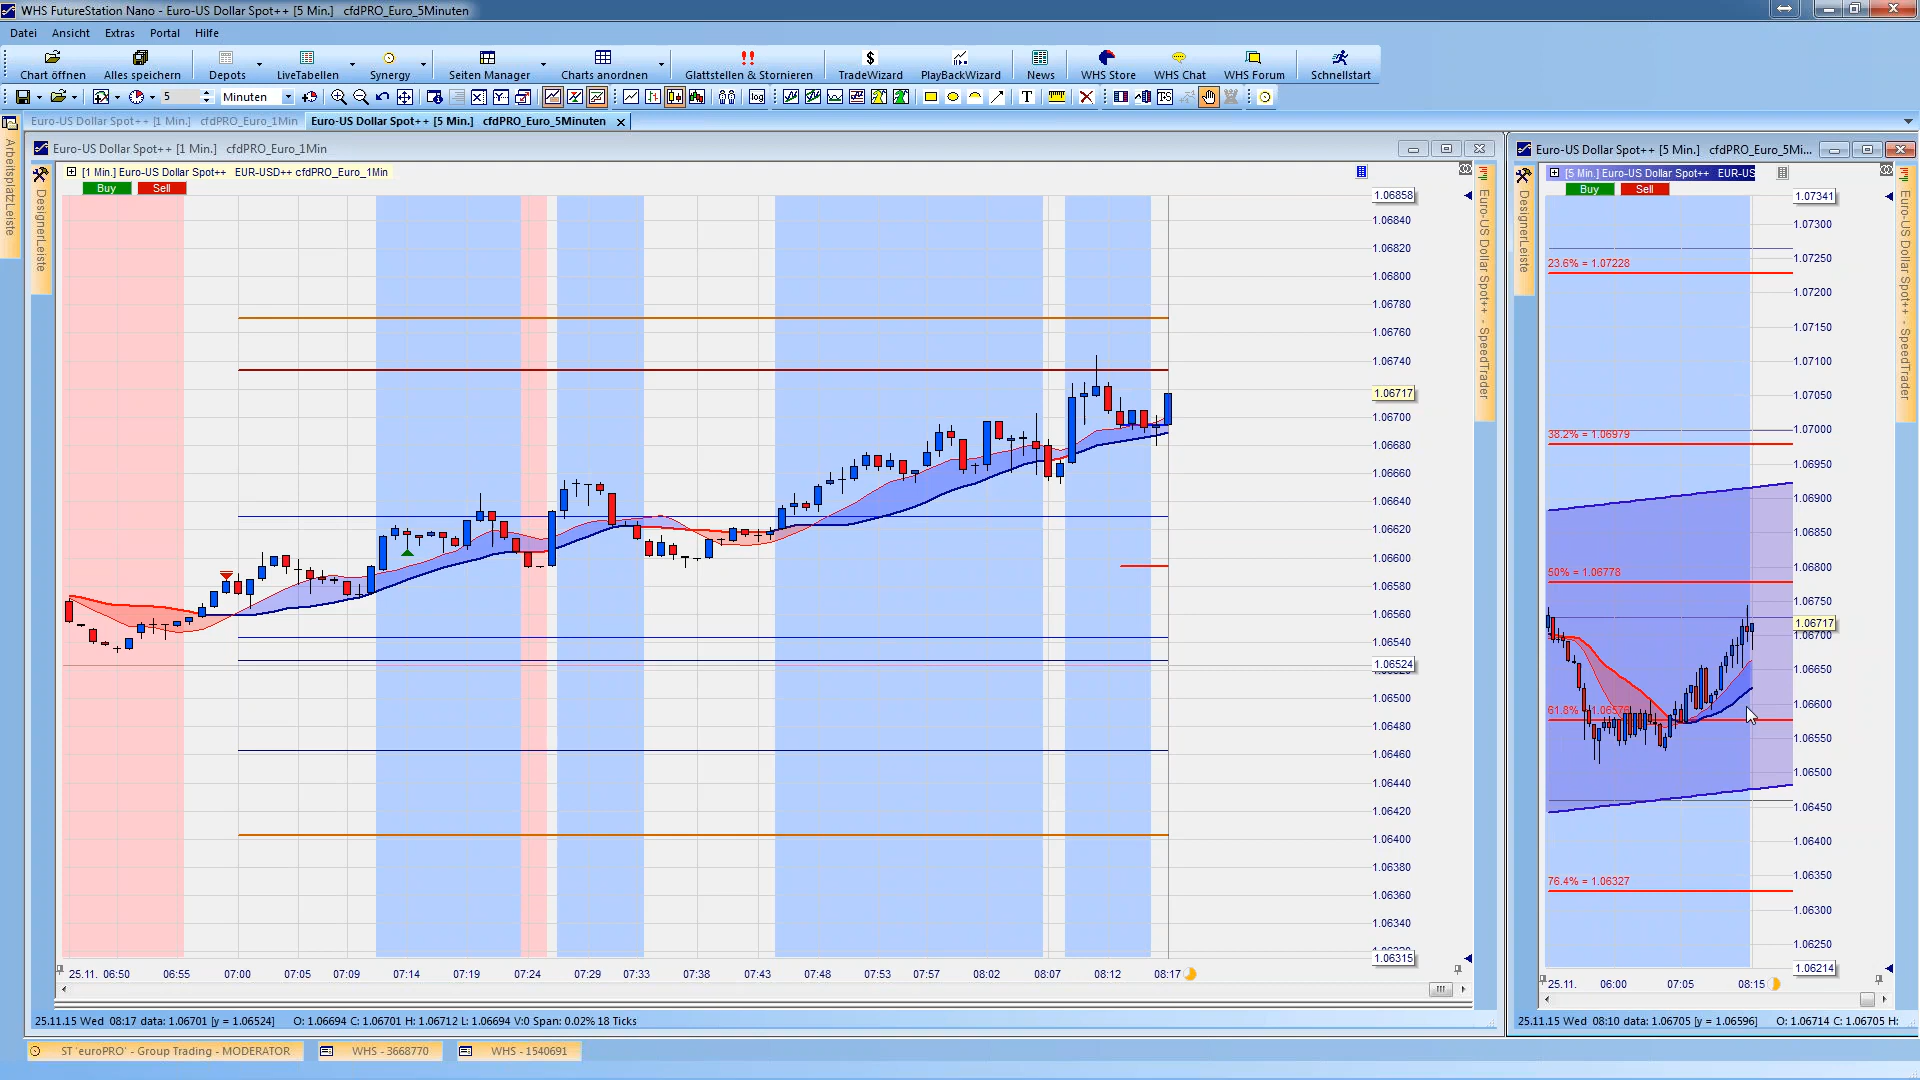 WHS FutureStation Nano - Euro-US Dollar Spot++ [5 Min.] cfdPRO_Euro_5Minuten
Datei Ansicht Extras Portal Hilfe
Chart öffnen Alles speichern Depots LiveTabellen Synergy Seiten Manager Charts anordnen Glattstellen & Stornieren TradeWizard PlayBackWizard News WHS Store WHS Chat WHS Forum Schnellstart
5 Minuten log T
Euro-US Dollar Spot++ [1 Min.] cfdPRO_Euro_1Min
Euro-US Dollar Spot++ [5 Min.] cfdPRO_Euro_5Minuten
ArbeitsplatzLeiste
Euro-US Dollar Spot++ [1 Min.] cfdPRO_Euro_1Min
DesignerLeiste
[1 Min.] Euro-US Dollar Spot++ EUR-USD++ cfdPRO_Euro_1Min
Buy Sell
1.06858
1.06840
1.06820
1.06800
1.06780
1.06760
1.06740
1.06717
1.06700
1.06680
1.06660
1.06640
1.06620
1.06600
1.06580
1.06560
1.06540
1.06524
1.06500
1.06480
1.06460
1.06440
1.06420
1.06400
1.06380
1.06360
1.06340
1.06315
25.11. 06:50 06:55 07:00 07:05 07:09 07:14 07:19 07:24 07:29 07:33 07:38 07:43 07:48 07:53 07:57 08:02 08:07 08:12 08:17
Euro-US Dollar Spot++ - SpeedTrader
25.11.15 Wed 08:17 data: 1.06701 [y = 1.06524] O: 1.06694 C: 1.06701 H: 1.06712 L: 1.06694 V:0 Span: 0.02% 18 Ticks
Euro-US Dollar Spot++ [5 Min.] cfdPRO_Euro_5Mi...
DesignerLeiste
[5 Min.] Euro-US Dollar Spot++ EUR-US
Buy Sell
23.6% = 1.07228
38.2% = 1.06979
50% = 1.06778
61.8% = 1.06576
76.4% = 1.06327
1.07341
1.07300
1.07250
1.07200
1.07150
1.07100
1.07050
1.07000
1.06950
1.06900
1.06850
1.06800
1.06750
1.06717
1.06700
1.06650
1.06600
1.06550
1.06500
1.06450
1.06400
1.06350
1.06300
1.06250
1.06214
25.11. 06:00 07:05 08:15
Euro-US Dollar Spot++ - SpeedTrader
25.11.15 Wed 08:10 data: 1.06705 [y = 1.06596] O: 1.06714 C: 1.06705 H:
ST 'euroPRO' - Group Trading - MODERATOR
WHS - 3668770
WHS - 1540691